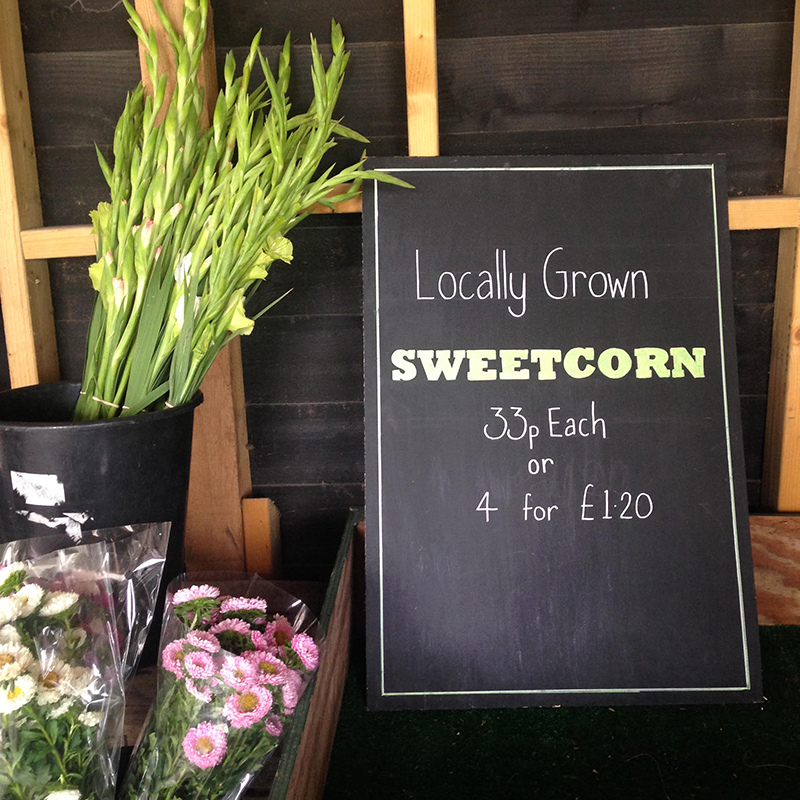 Locally Grown
SWEETCORN
33p Each
or
4 for £1·20